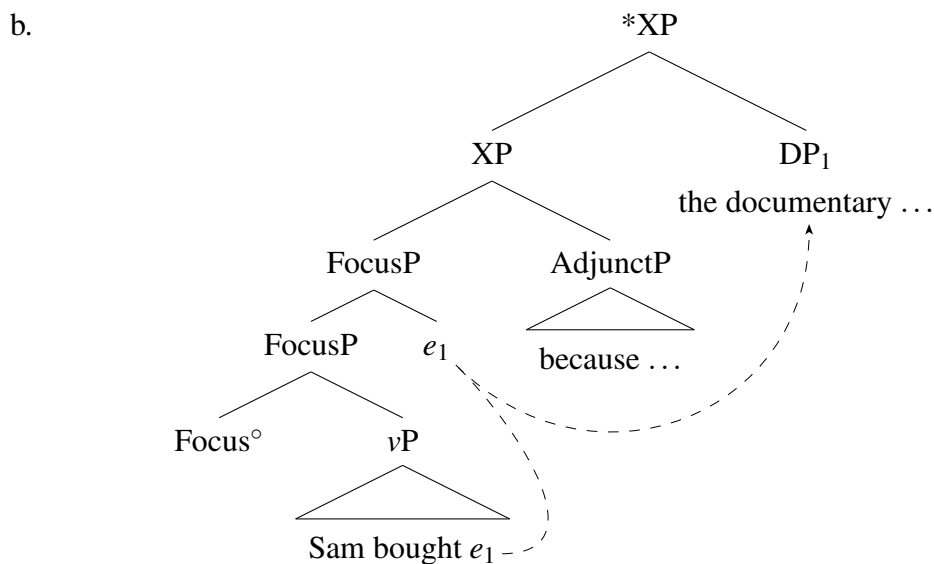 b.
*XP
XP DP₁
the documentary …
FocusP AdjunctP
FocusP e₁ because …
Focus° vP
Sam bought e₁